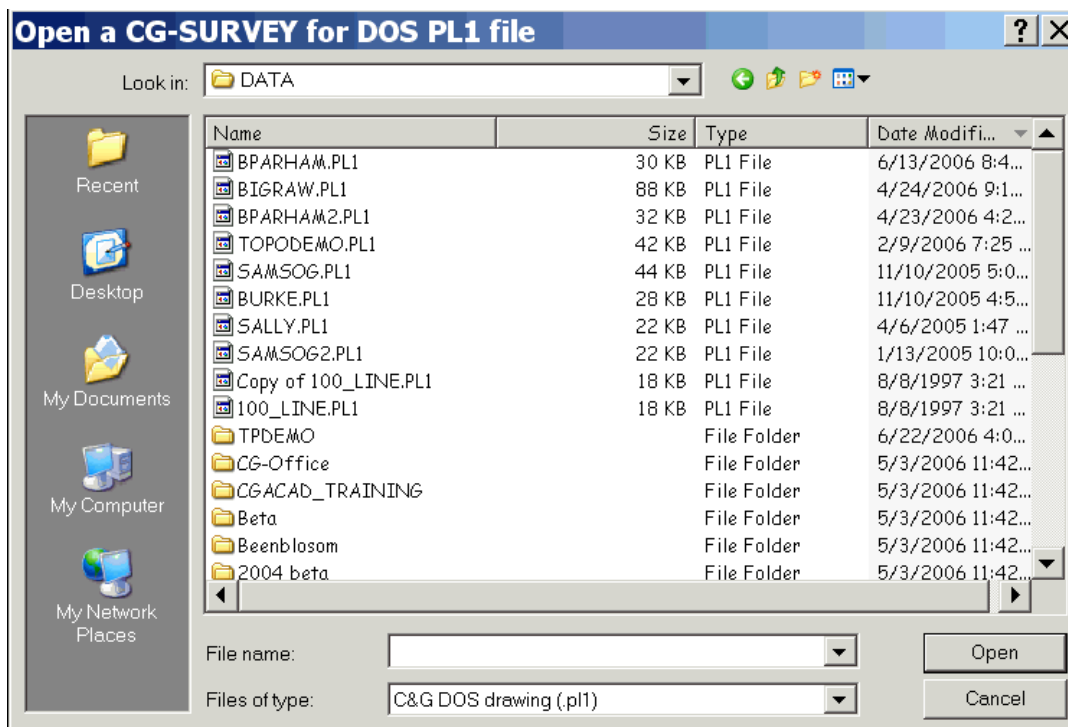 Open a CG-SURVEY for DOS PL1 file
Look in: DATA
Name Size Type Date Modifi...
BPARHAM.PL1 30 KB PL1 File 6/13/2006 8:4...
BIGRAW.PL1 88 KB PL1 File 4/24/2006 9:1...
BPARHAM2.PL1 32 KB PL1 File 4/23/2006 4:2...
TOPODEMO.PL1 42 KB PL1 File 2/9/2006 7:25 ...
SAMSOG.PL1 44 KB PL1 File 11/10/2005 5:0...
BURKE.PL1 28 KB PL1 File 11/10/2005 4:5...
SALLY.PL1 22 KB PL1 File 4/6/2005 1:47 ...
SAMSOG2.PL1 22 KB PL1 File 1/13/2005 10:0...
Copy of 100_LINE.PL1 18 KB PL1 File 8/8/1997 3:21 ...
100_LINE.PL1 18 KB PL1 File 8/8/1997 3:21 ...
TPDEMO File Folder 6/22/2006 4:0...
CG-Office File Folder 5/3/2006 11:42...
CGACAD_TRAINING File Folder 5/3/2006 11:42...
Beta File Folder 5/3/2006 11:42...
Beenblosom File Folder 5/3/2006 11:42...
2004 beta File Folder 5/3/2006 11:42...
Recent
Desktop
My Documents
My Computer
My Network
Places
File name:
Open
Files of type: C&G DOS drawing (.pl1)
Cancel